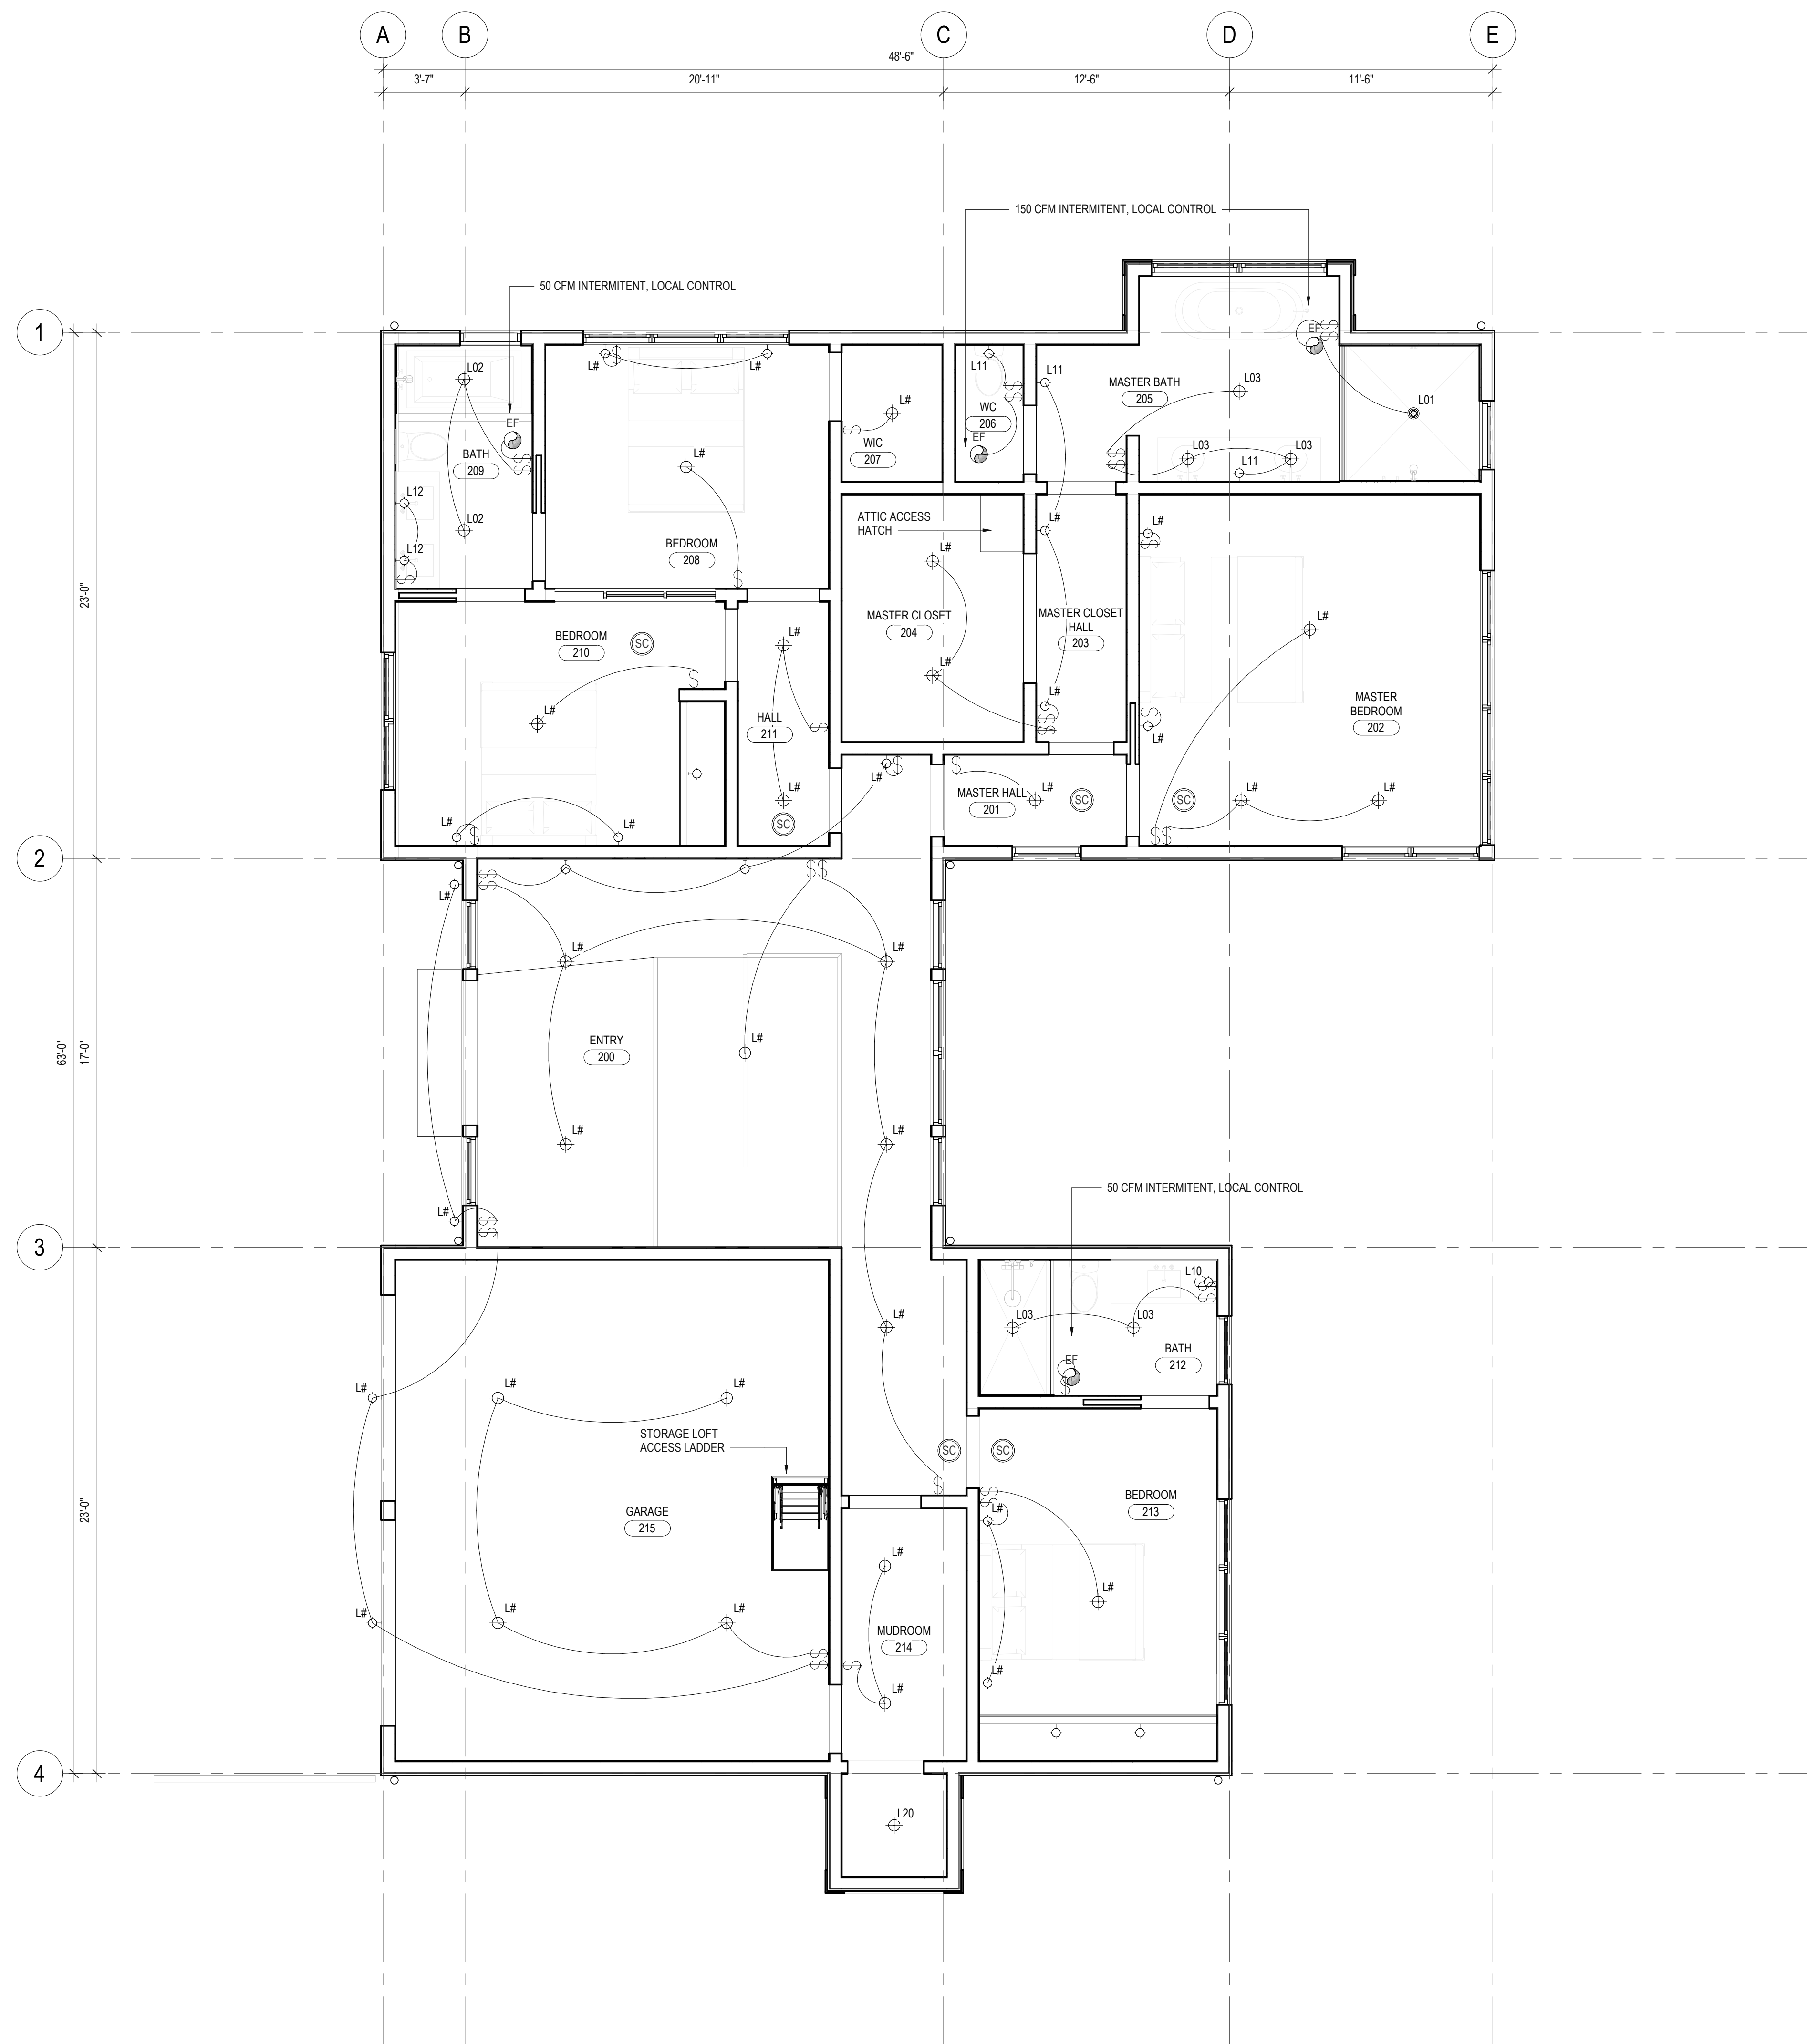 A
B
C
D
E
48'-6"
3'-7"
20'-11"
12'-6"
11'-6"
150 CFM INTERMITENT, LOCAL CONTROL
50 CFM INTERMITENT, LOCAL CONTROL
1
EF
L02
L#
L#
L#
L11
L11
MASTER BATH
205
L03
L01
EF
BATH
209
WIC
207
WC
206
EF
L03
L03
L11
L#
L12
L02
L12
BEDROOM
208
ATTIC ACCESS
HATCH
L#
L#
L#
23'-0"
BEDROOM
210
SC
L#
MASTER CLOSET
204
MASTER CLOSET
HALL
203
L#
L#
L#
HALL
211
L#
MASTER
BEDROOM
202
L#
L#
L#
L#
SC
L#
MASTER HALL
201
L#
SC
SC
L#
L#
2
L#
L#
L#
63'-0"
17'-0"
ENTRY
200
L#
L#
L#
50 CFM INTERMITENT, LOCAL CONTROL
L#
3
L10
L03
L03
L#
BATH
212
EF
L#
L#
L#
STORAGE LOFT
ACCESS LADDER
SC
SC
23'-0"
GARAGE
215
BEDROOM
213
L#
L#
L#
L#
L#
L#
MUDROOM
214
L#
L#
4
L20